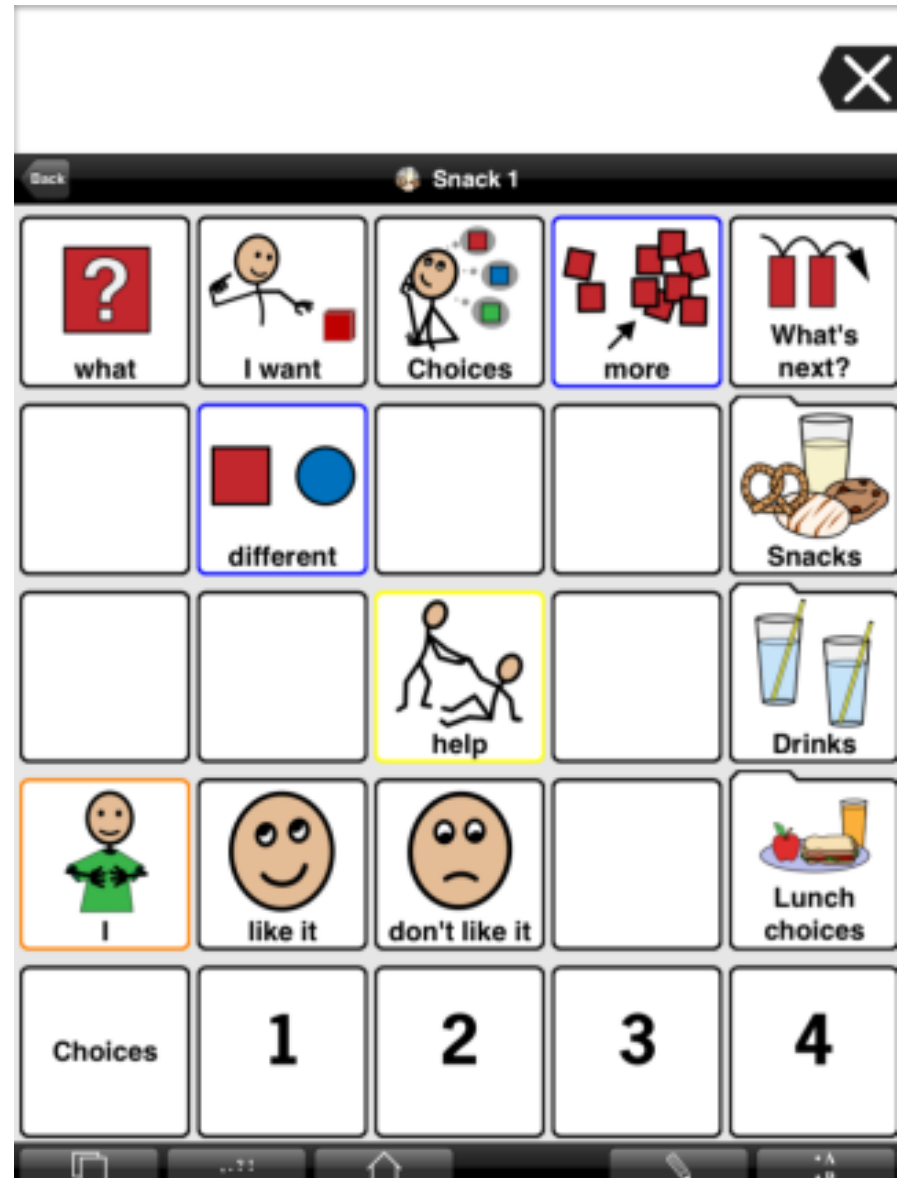 Back
Snack 1
what
I want
Choices
more
What's
next?
different
Snacks
help
Drinks
I
like it
don't like it
Lunch
choices
Choices
1
2
3
4